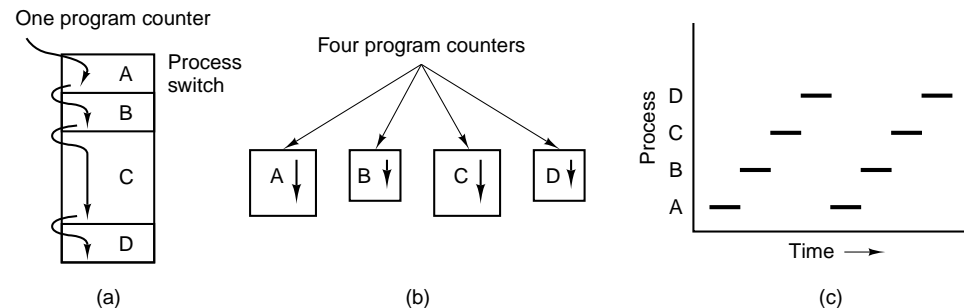 One program counter
Process
switch
A
B
C
D
(a)
Four program counters
A
B
C
D
(b)
Process
D
C
B
A
Time
(c)